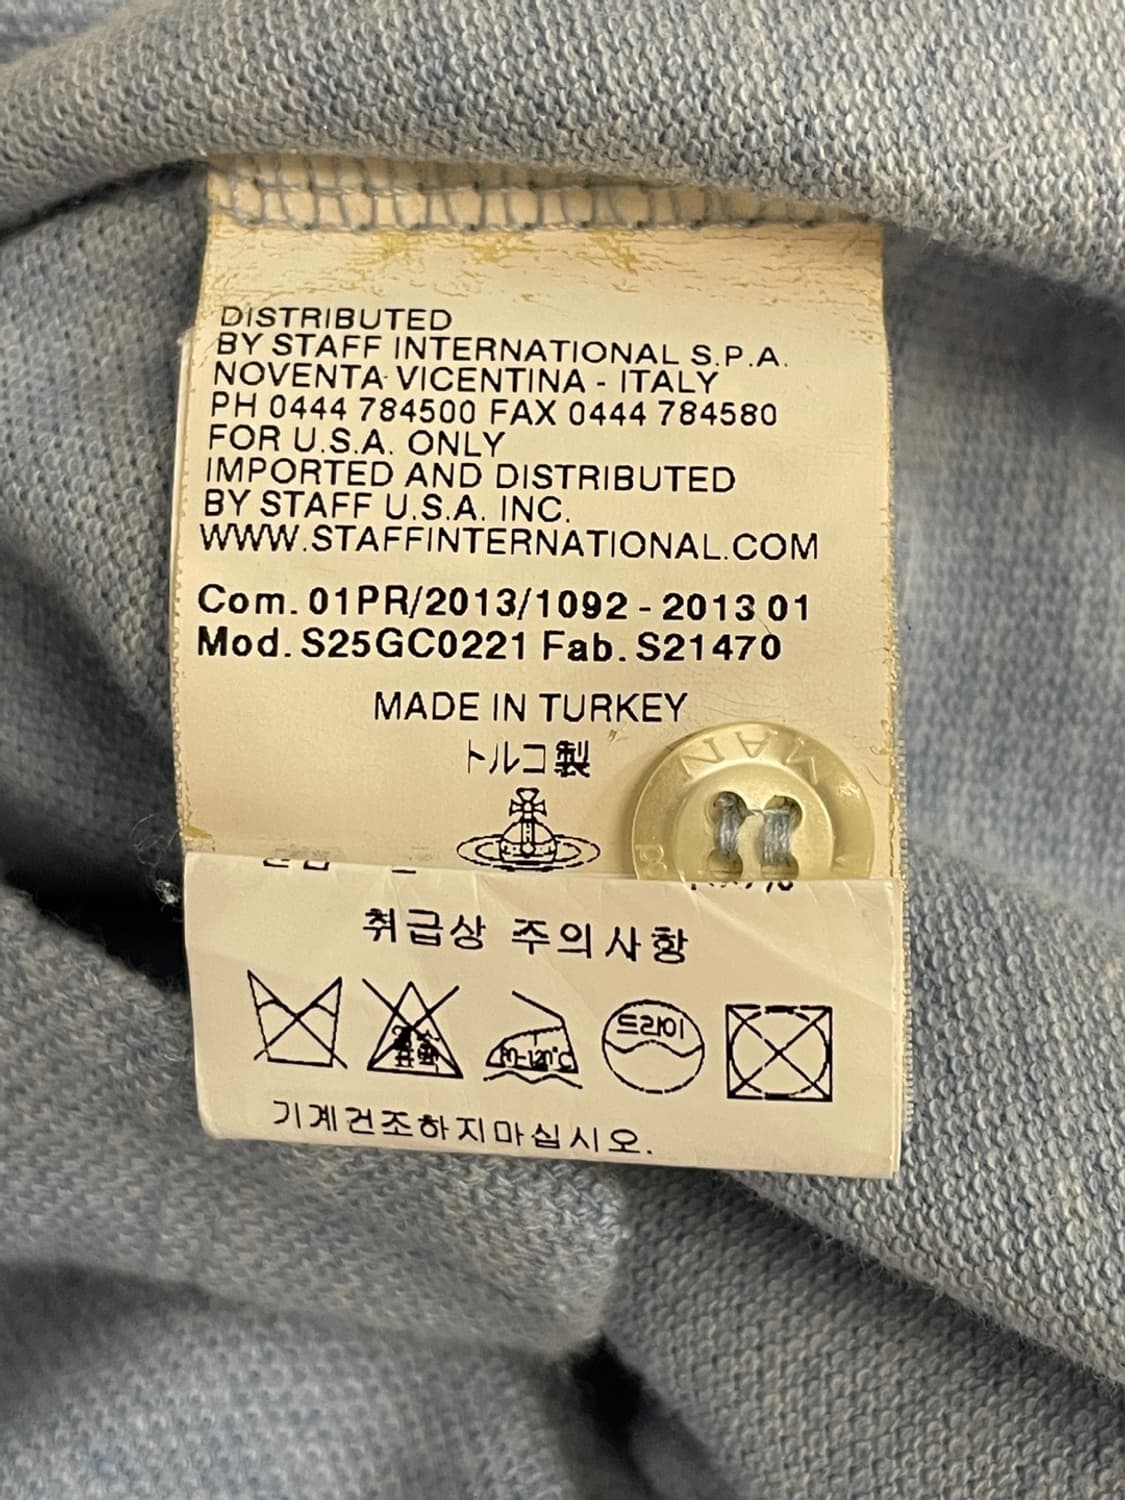 DISTRIBUTED
BY STAFF INTERNATIONAL S.P.A.
NOVENTA VICENTINA - ITALY
PH 0444 784500 FAX 0444 784580
FOR U.S.A. ONLY
IMPORTED AND DISTRIBUTED
BY STAFF U.S.A. INC.
WWW.STAFFINTERNATIONAL.COM
Com. 01PR/2013/1092 - 2013 01
Mod. S25GC0221 Fab. S21470
MADE IN TURKEY
トルコ製
MAN
취급상 주의사항
드라이
기계건조하지마십시오.